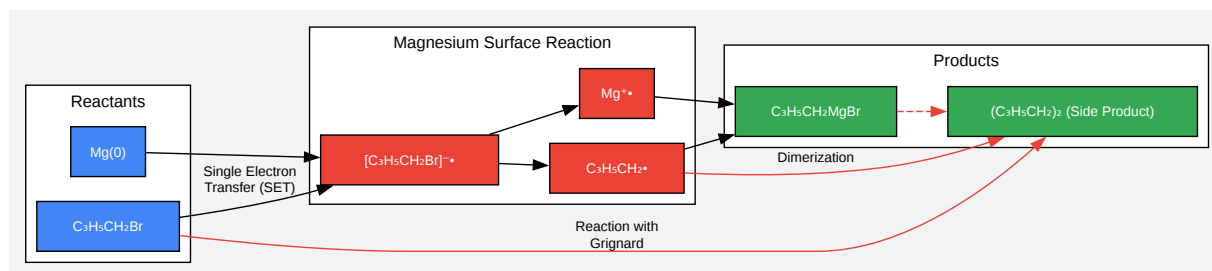 Reactants
Mg(0)
C₃H₅CH₂Br
Single Electron
Transfer (SET)
Magnesium Surface Reaction
[C₃H₅CH₂Br]⁻•
Mg⁺•
C₃H₅CH₂•
Products
C₃H₅CH₂MgBr
(C₃H₅CH₂)₂ (Side Product)
Dimerization
Reaction with
Grignard